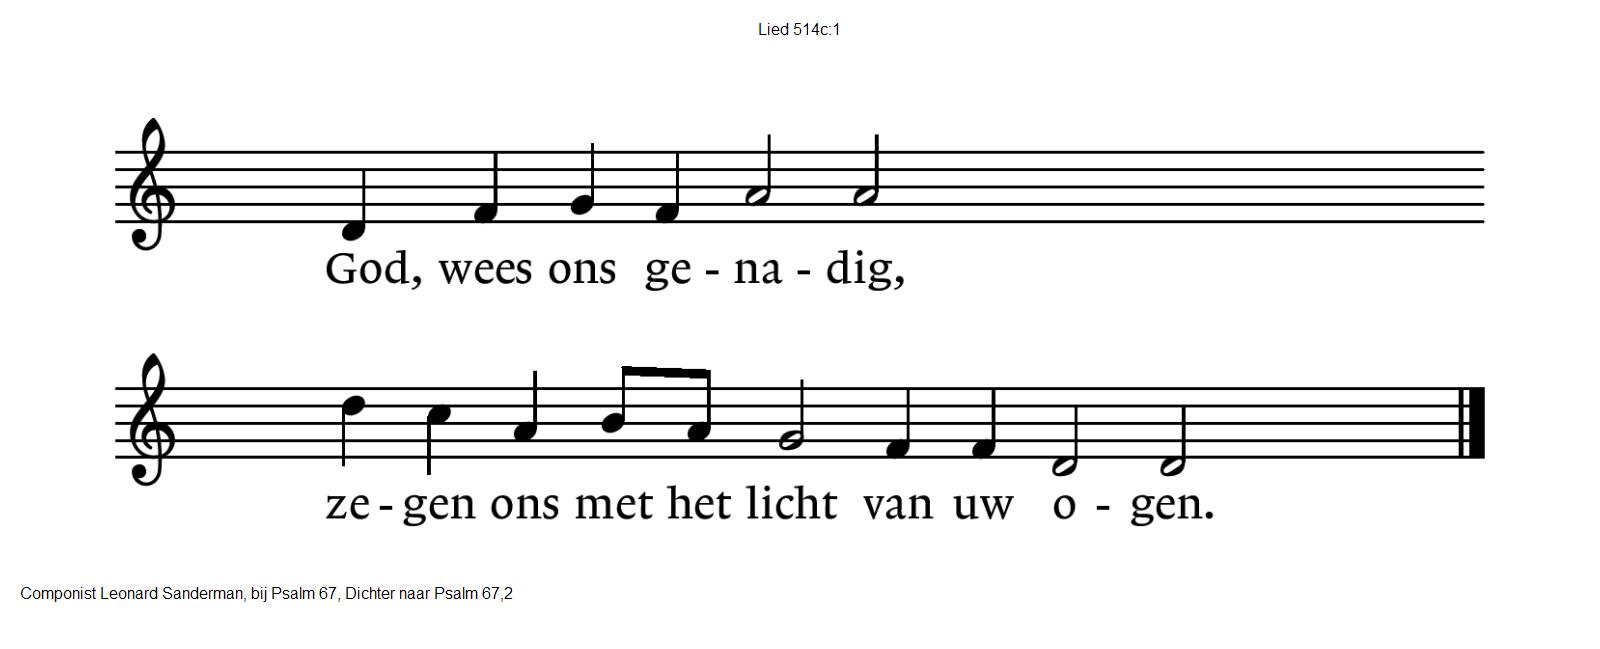 Lied 514c:1
God, wees ons ge - na - dig,
ze - gen ons met het licht van uw o - gen.
Componist Leonard Sanderman, bij Psalm 67, Dichter naar Psalm 67,2